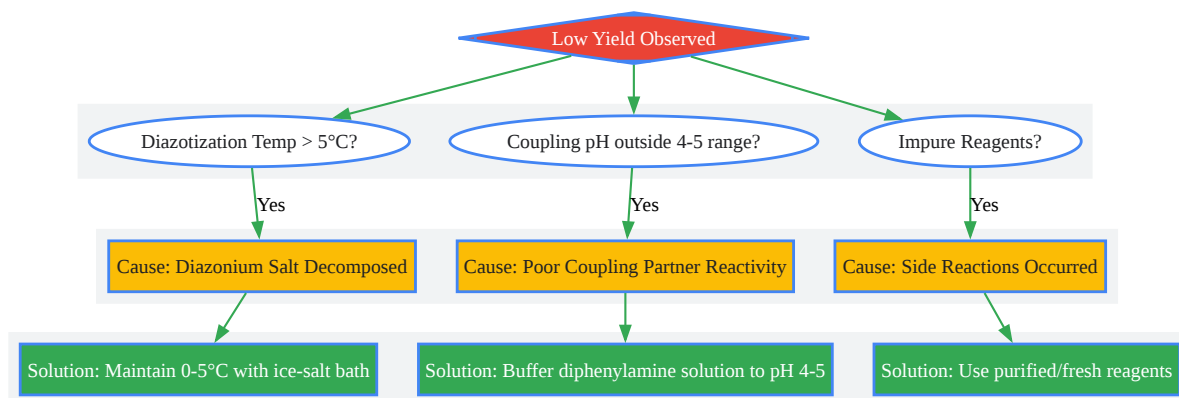 Low Yield Observed
Diazotization Temp > 5°C?
Coupling pH outside 4-5 range?
Impure Reagents?
Yes
Yes
Yes
Cause: Diazonium Salt Decomposed
Cause: Poor Coupling Partner Reactivity
Cause: Side Reactions Occurred
Solution: Maintain 0-5°C with ice-salt bath
Solution: Buffer diphenylamine solution to pH 4-5
Solution: Use purified/fresh reagents